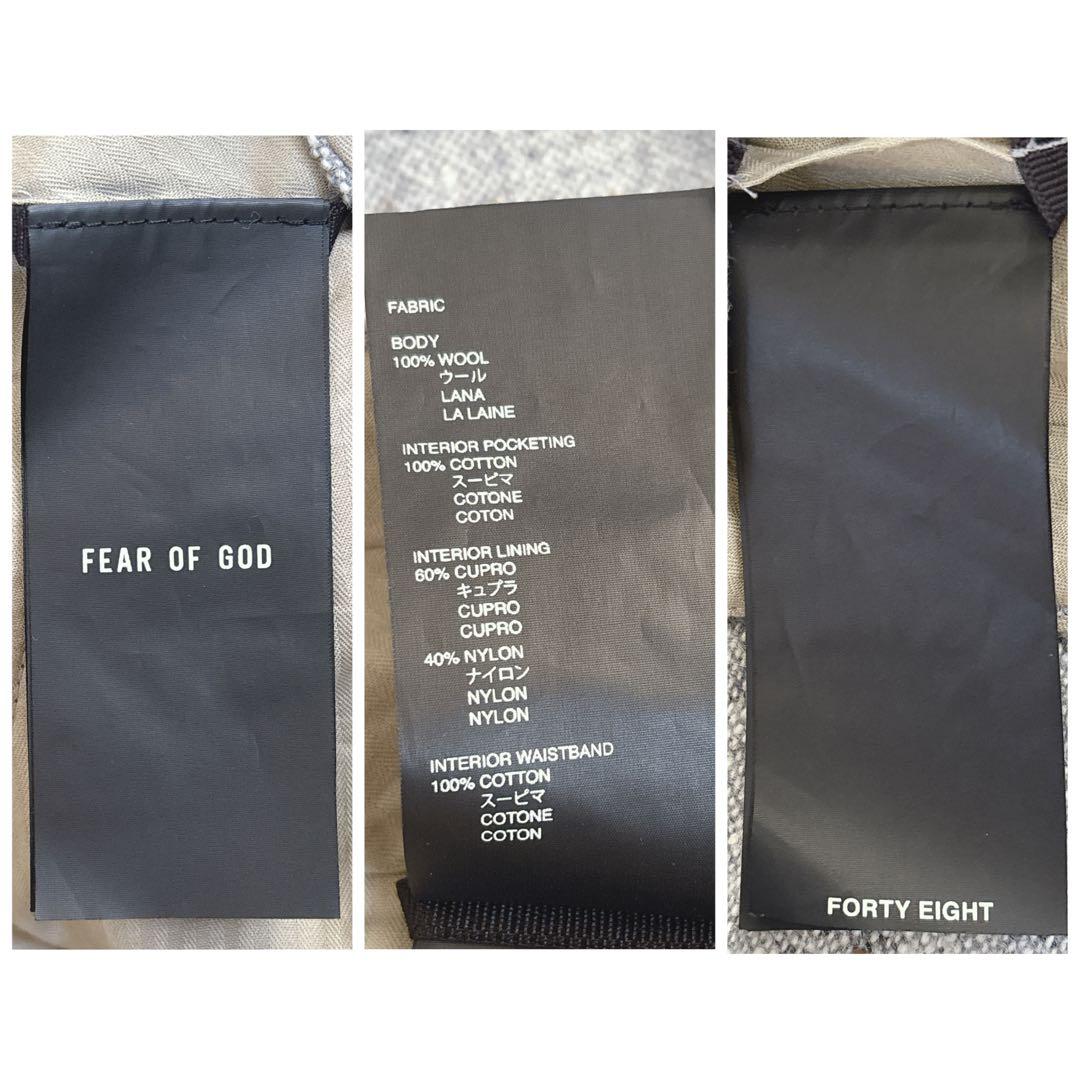 FEAR OF GOD
FABRIC
BODY
100% WOOL
ウール
LANA
LA LAINE
INTERIOR POCKETING
100% COTTON
スーピマ
COTONE
COTON
INTERIOR LINING
60% CUPRO
キュプラ
CUPRO
CUPRO
40% NYLON
ナイロン
NYLON
NYLON
INTERIOR WAISTBAND
100% COTTON
スーピマ
COTONE
COTON
FORTY EIGHT